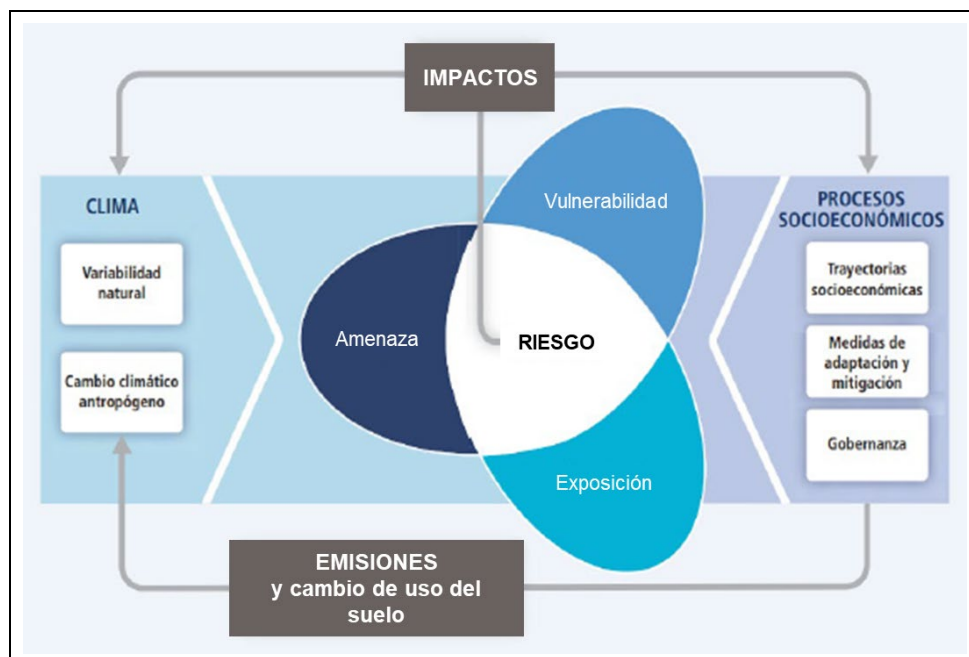 IMPACTOS
CLIMA
Variabilidad
natural
Cambio climático
antropógeno
Vulnerabilidad
Amenaza
RIESGO
Exposición
PROCESOS
SOCIOECONÓMICOS
Trayectorias
socioeconómicas
Medidas de
adaptación y
mitigación
Gobernanza
EMISIONES
y cambio de uso del
suelo